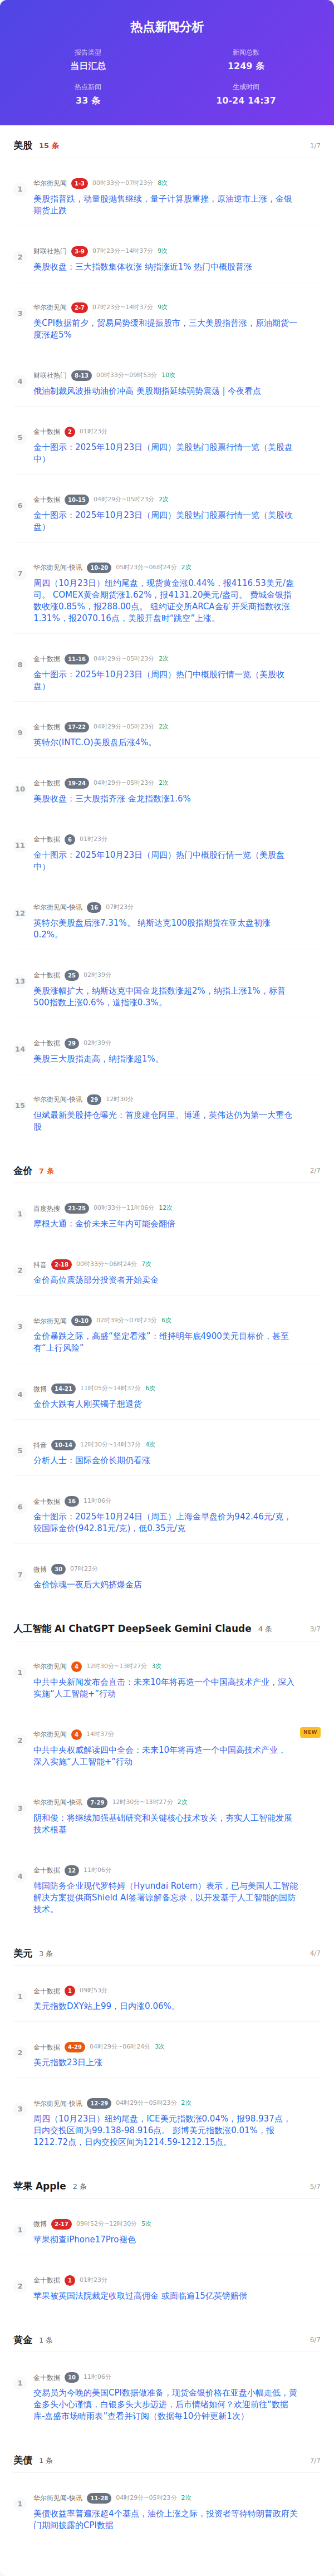 热点新闻分析
报告类型
新闻总数
当日汇总
1249 条
热点新闻
生成时间
33 条
10-24 14:37
美股 15 条 1/7
1
华尔街见闻 1-3 00时33分~07时23分 8次
美股指普跌，动量股抛售继续，量子计算股重挫，原油逆市上涨，金银
期货止跌
2
财联社热门 3-9 07时23分~14时37分 9次
美股收盘：三大指数集体收涨 纳指涨近1% 热门中概股普涨
3
华尔街见闻 2-7 07时23分~14时37分 9次
美CPI数据前夕，贸易局势缓和提振股市，三大美股指普涨，原油期货一
度涨超5%
4
财联社热门 8-13 00时33分~09时53分 10次
俄油制裁风波推动油价冲高 美股期指延续弱势震荡 | 今夜看点
5
金十数据 2 01时23分
金十图示：2025年10月23日（周四）美股热门股票行情一览（美股盘
中）
6
金十数据 10-15 04时29分~05时23分 2次
金十图示：2025年10月23日（周四）美股热门股票行情一览（美股收
盘）
7
华尔街见闻-快讯 10-20 05时23分~06时24分 2次
周四（10月23日）纽约尾盘，现货黄金涨0.44%，报4116.53美元/盎
司。 COMEX黄金期货涨1.62%，报4131.20美元/盎司。 费城金银指
数收涨0.85%，报288.00点。 纽约证交所ARCA金矿开采商指数收涨
1.31%，报2070.16点，美股开盘时“跳空”上涨。
8
金十数据 11-16 04时29分~05时23分 2次
金十图示：2025年10月23日（周四）热门中概股行情一览（美股收
盘）
9
金十数据 17-22 04时29分~05时23分 2次
英特尔(INTC.O)美股盘后涨4%。
10
金十数据 19-24 04时29分~05时23分 2次
美股收盘：三大股指齐涨 金龙指数涨1.6%
11
金十数据 6 01时23分
金十图示：2025年10月23日（周四）热门中概股行情一览（美股盘
中）
12
华尔街见闻-快讯 16 07时23分
英特尔美股盘后涨7.31%。 纳斯达克100股指期货在亚太盘初涨
0.2%。
13
金十数据 25 02时39分
美股涨幅扩大，纳斯达克中国金龙指数涨超2%，纳指上涨1%，标普
500指数上涨0.6%，道指涨0.3%。
14
金十数据 29 02时39分
美股三大股指走高，纳指涨超1%。
15
华尔街见闻-快讯 29 12时30分
但斌最新美股持仓曝光：首度建仓阿里、博通，英伟达仍为第一大重仓
股
金价 7 条 2/7
1
百度热搜 21-25 00时33分~11时06分 12次
摩根大通：金价未来三年内可能会翻倍
2
抖音 2-18 00时33分~06时24分 7次
金价高位震荡部分投资者开始卖金
3
华尔街见闻 9-10 02时39分~07时23分 6次
金价暴跌之际，高盛“坚定看涨”：维持明年底4900美元目标价，甚至
有“上行风险”
4
微博 14-21 11时05分~14时37分 6次
金价大跌有人刚买镯子想退货
5
抖音 10-14 12时30分~14时37分 4次
分析人士：国际金价长期仍看涨
6
金十数据 16 11时06分
金十图示：2025年10月24日（周五）上海金早盘价为942.46元/克，
较国际金价(942.81元/克)，低0.35元/克
7
微博 30 07时23分
金价惊魂一夜后大妈挤爆金店
人工智能 AI ChatGPT DeepSeek Gemini Claude 4 条 3/7
1
华尔街见闻 4 12时30分~13时27分 3次
中共中央新闻发布会直击：未来10年将再造一个中国高技术产业，深入
实施“人工智能+”行动
2
华尔街见闻 4 14时37分 NEW
中共中央权威解读四中全会：未来10年将再造一个中国高技术产业，
深入实施“人工智能+”行动
3
华尔街见闻-快讯 7-29 12时30分~13时27分 2次
阴和俊：将继续加强基础研究和关键核心技术攻关，夯实人工智能发展
技术根基
4
金十数据 12 11时06分
韩国防务企业现代罗特姆（Hyundai Rotem）表示，已与美国人工智能
解决方案提供商Shield AI签署谅解备忘录，以开发基于人工智能的国防
技术。
美元 3 条 4/7
1
金十数据 1 09时53分
美元指数DXY站上99，日内涨0.06%。
2
金十数据 4-29 04时29分~06时24分 3次
美元指数23日上涨
3
华尔街见闻-快讯 12-29 04时29分~05时23分 2次
周四（10月23日）纽约尾盘，ICE美元指数涨0.04%，报98.937点，
日内交投区间为99.138-98.916点。 彭博美元指数涨0.01%，报
1212.72点，日内交投区间为1214.59-1212.15点。
苹果 Apple 2 条 5/7
1
微博 2-17 09时52分~12时30分 5次
苹果彻查iPhone17Pro褪色
2
金十数据 1 01时23分
苹果被英国法院裁定收取过高佣金 或面临逾15亿英镑赔偿
黄金 1 条 6/7
1
金十数据 10 11时06分
交易员为今晚的美国CPI数据做准备，现货金银价格在亚盘小幅走低，黄
金多头小心谨慎，白银多头大步迈进，后市情绪如何？欢迎前往“数据
库-嘉盛市场晴雨表”查看并订阅（数据每10分钟更新1次）
美债 1 条 7/7
1
华尔街见闻-快讯 11-28 04时29分~05时23分 2次
美债收益率普遍涨超4个基点，油价上涨之际，投资者等待特朗普政府关
门期间披露的CPI数据